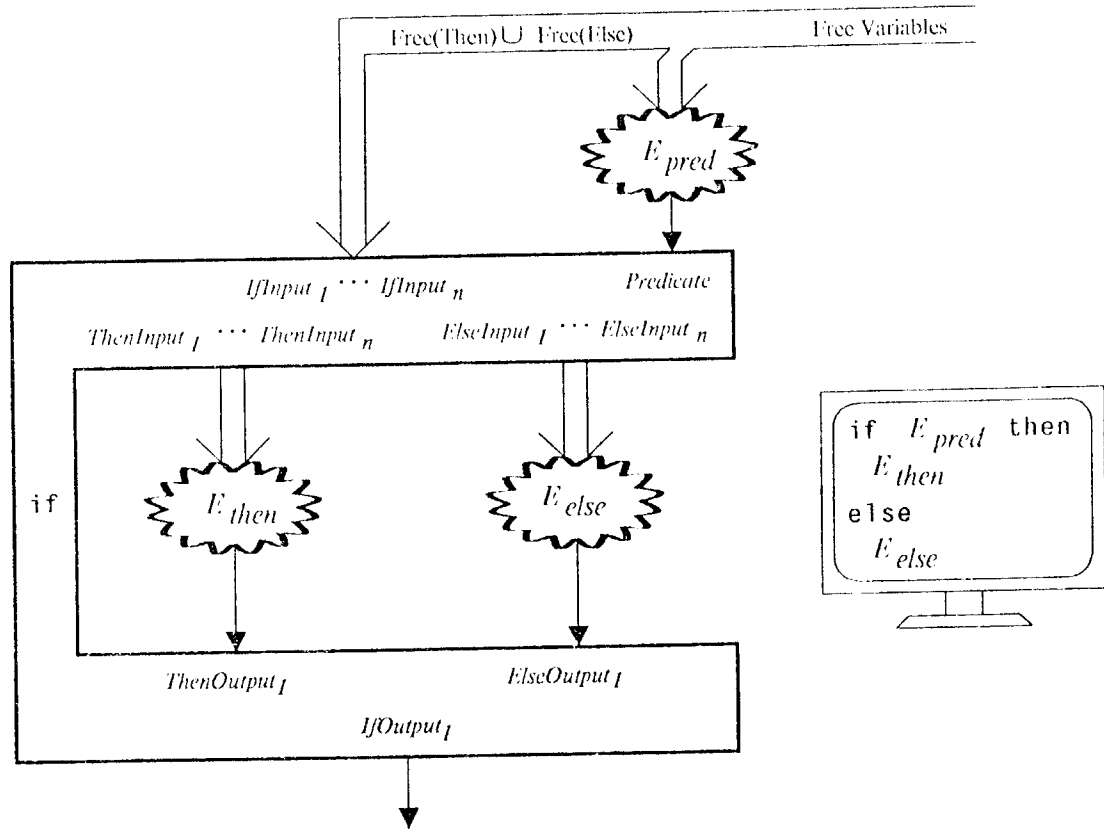 Free(Then) ∪ Free(Else) Free Variables
E pred
IfInput 1 ··· IfInput n Predicate
ThenInput 1 ··· ThenInput n ElseInput 1 ··· ElseInput n
if
E then
E else
if E pred then
E then
else
E else
ThenOutput 1 ElseOutput 1
IfOutput 1